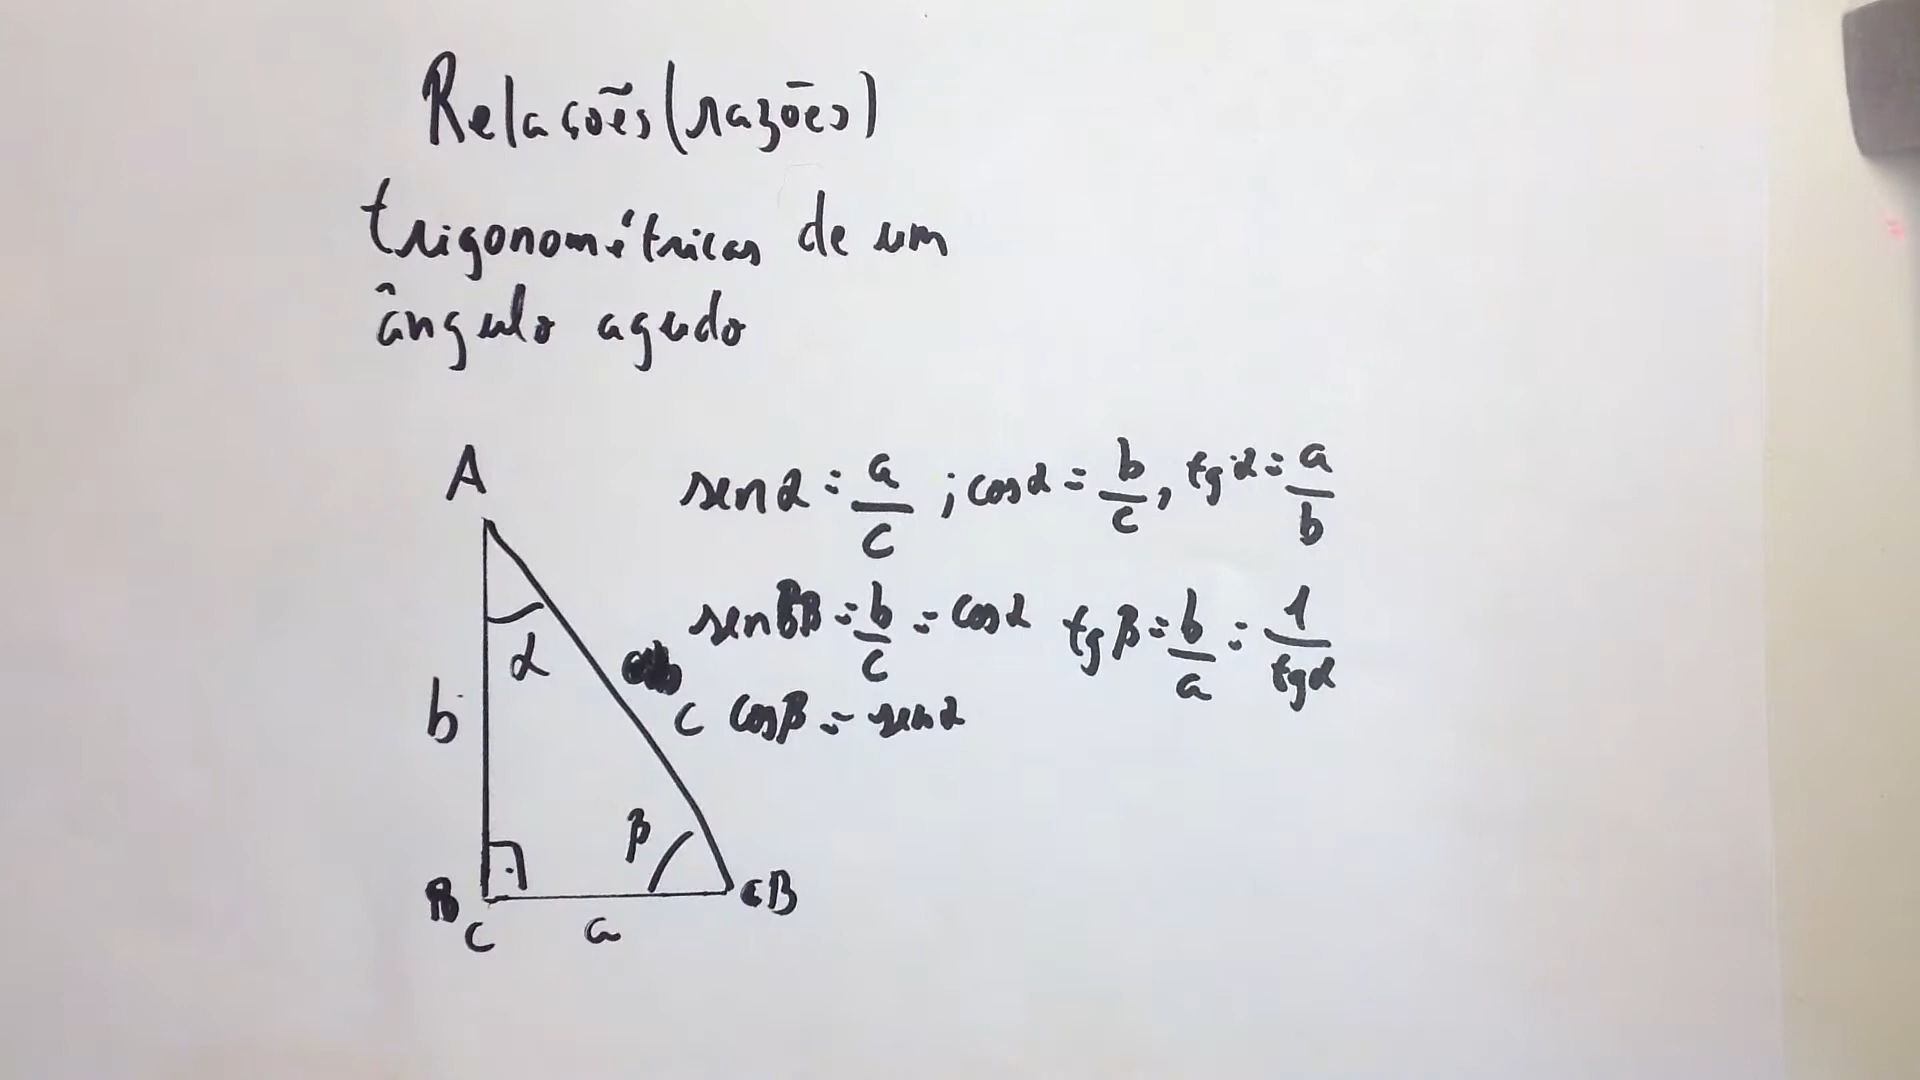 Relações (razões)
trigonométricas de um
ângulo agudo
A
sen α = a/c ; cos α = b/c, tg α = a/b
sen β = b/c = cos α tg β = b/a = 1/tg α
α
b
c cos β = sen α
β
B
C
a
B